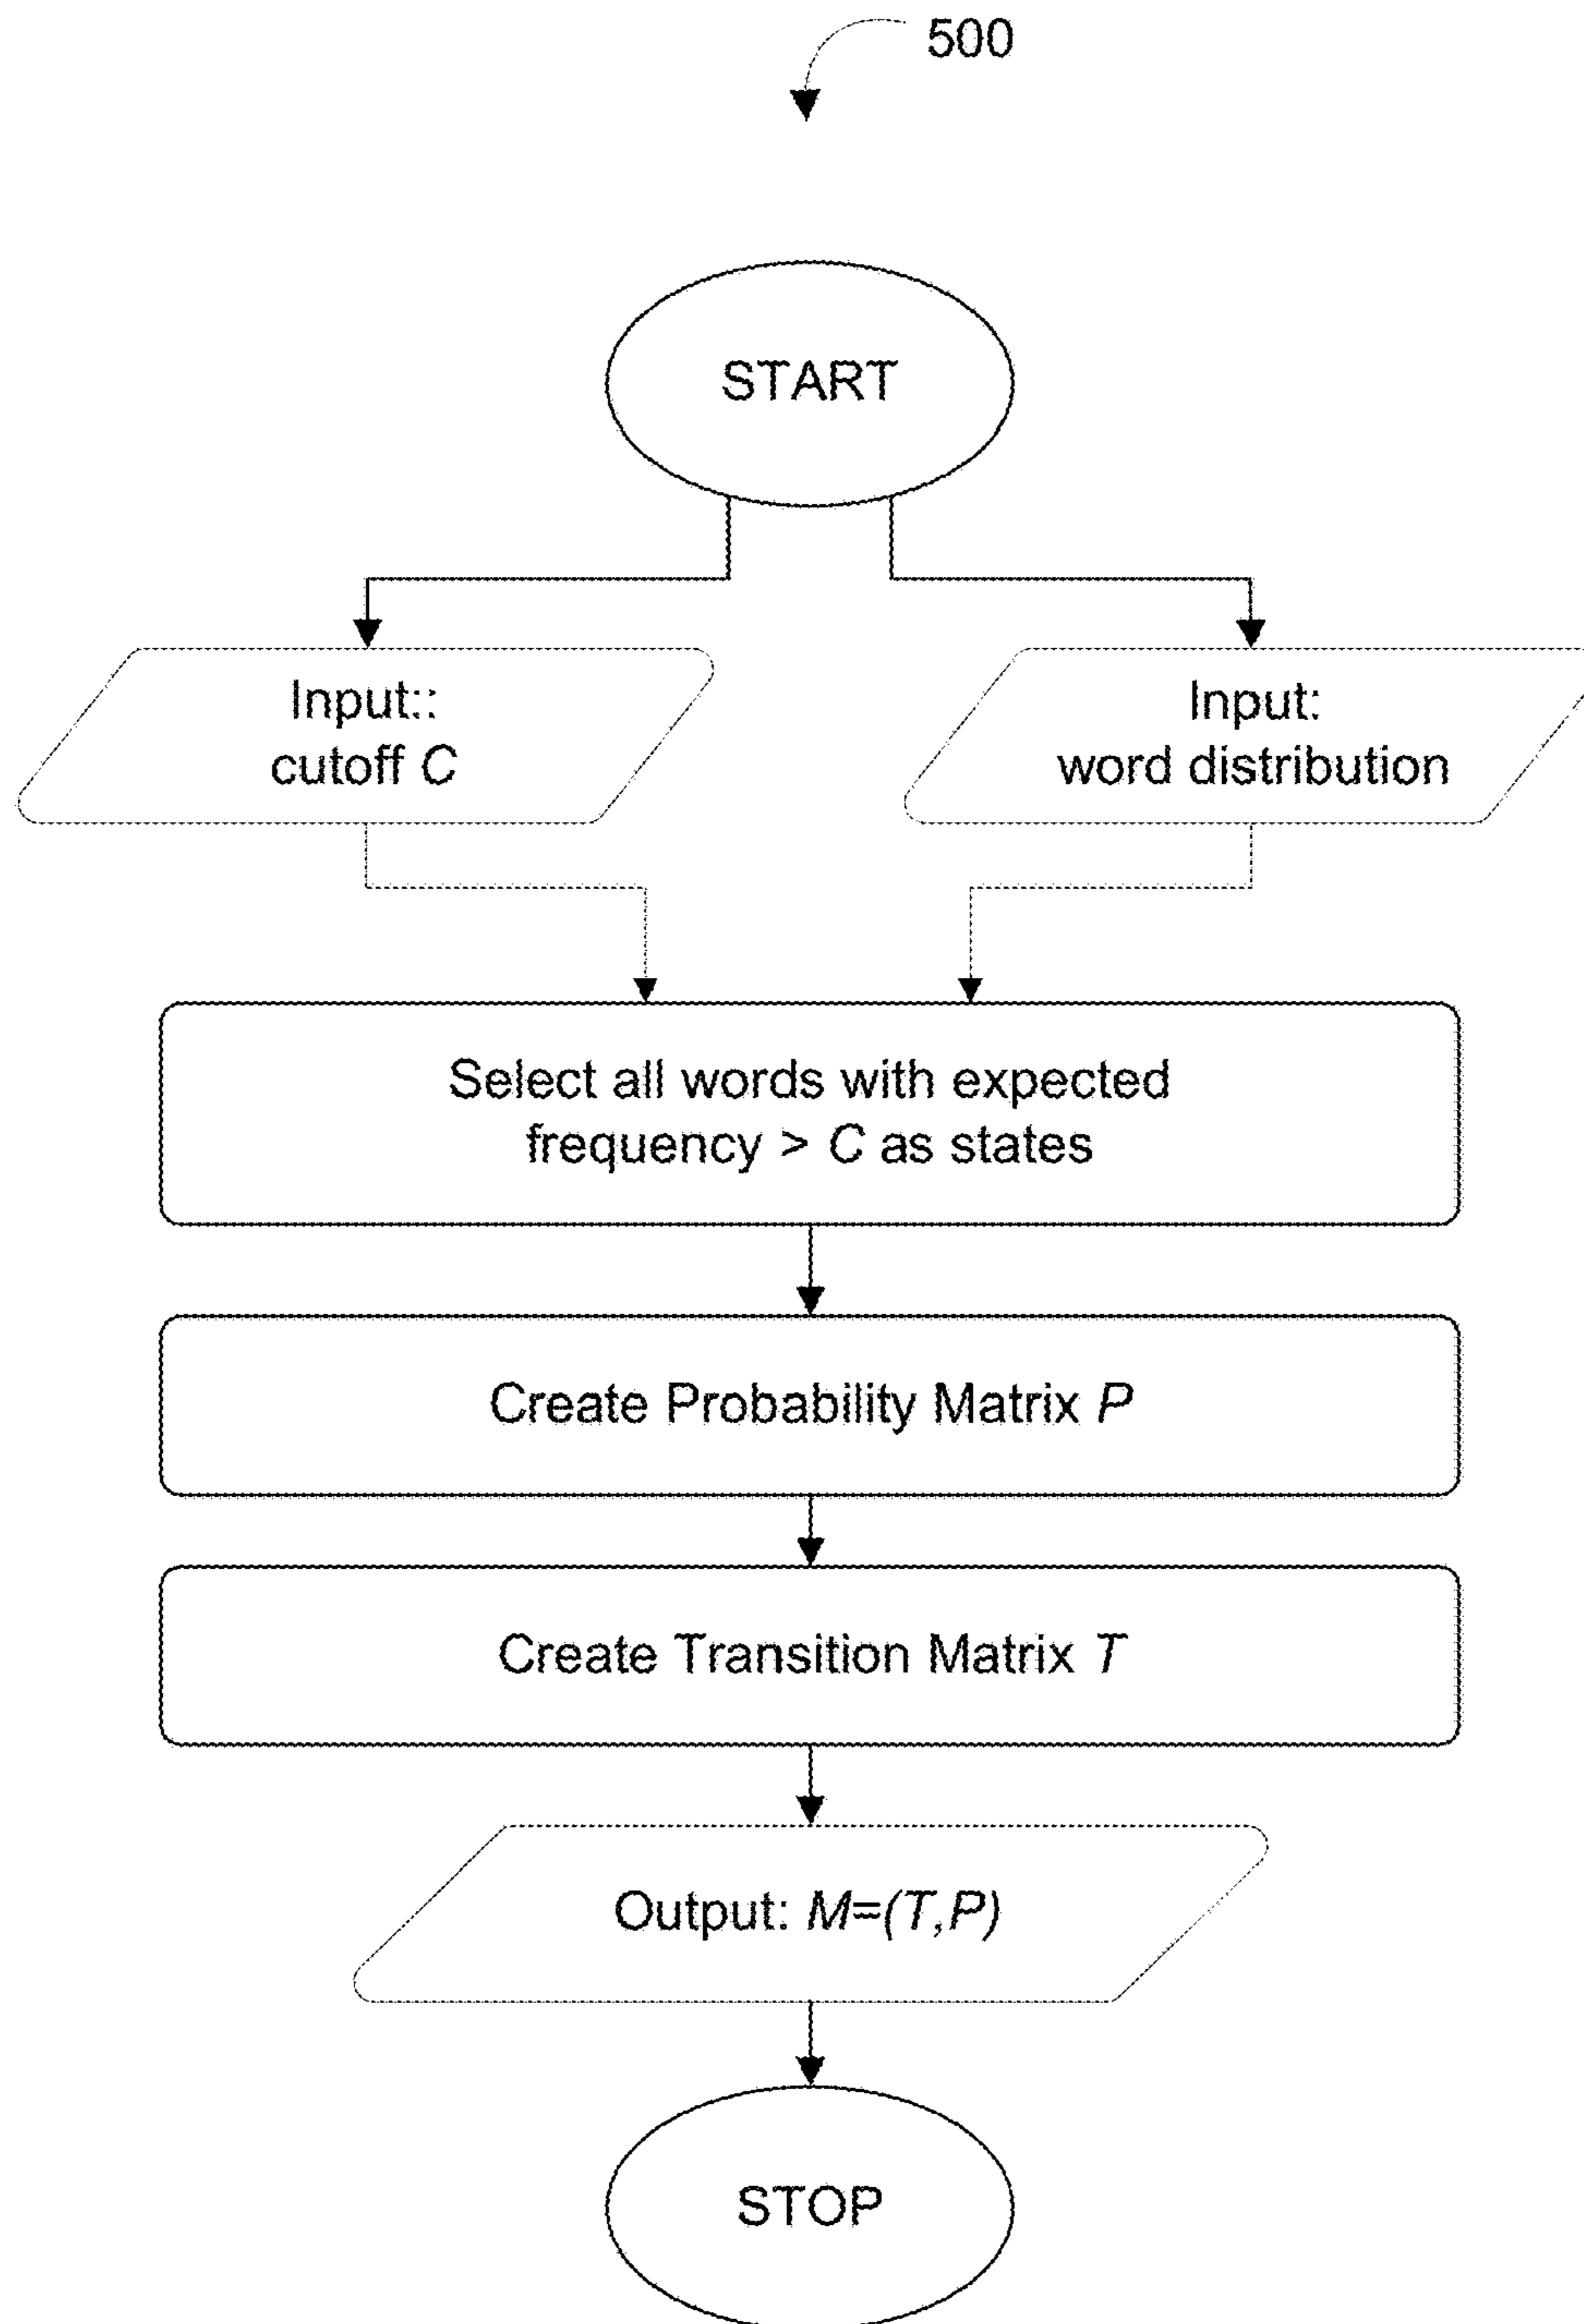 500
START
Input::
cutoff C
Input:
word distribution
Select all words with expected
frequency > C as states
Create Probability Matrix P
Create Transition Matrix T
Output: M=(T,P)
STOP